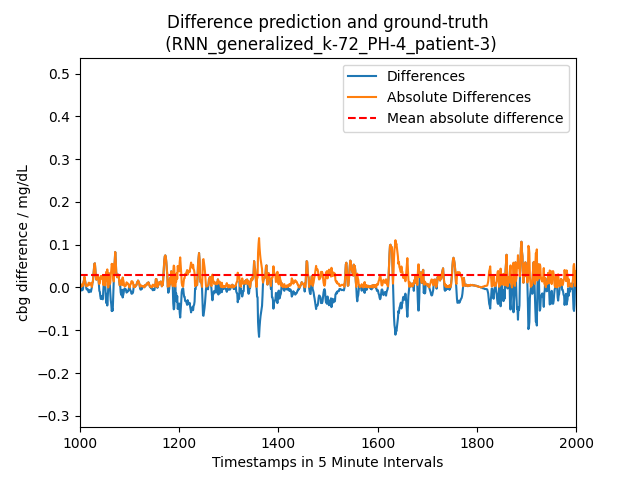 Difference prediction and ground-truth
(RNN_generalized_k-72_PH-4_patient-3)
Differences
Absolute Differences
Mean absolute difference
cbg difference / mg/dL
0.5
0.4
0.3
0.2
0.1
0.0
−0.1
−0.2
−0.3
1000 1200 1400 1600 1800 2000
Timestamps in 5 Minute Intervals